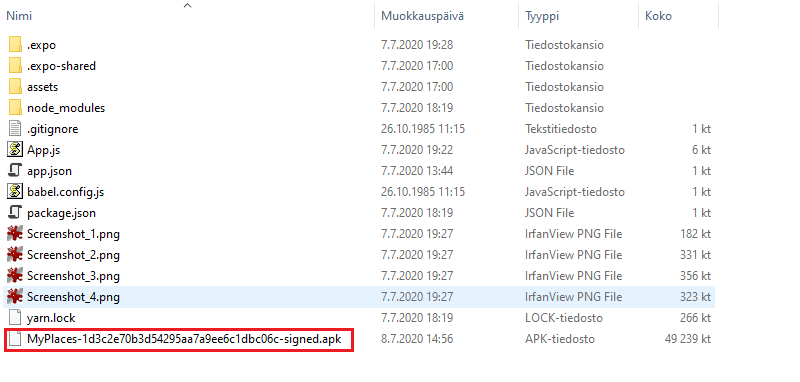 Nimi Muokkauspäivä Tyyppi Koko
.expo 7.7.2020 19:28 Tiedostokansio
.expo-shared 7.7.2020 17:00 Tiedostokansio
assets 7.7.2020 17:00 Tiedostokansio
node_modules 7.7.2020 18:19 Tiedostokansio
.gitignore 26.10.1985 11:15 Tekstitiedosto 1 kt
App.js 7.7.2020 19:22 JavaScript-tiedosto 6 kt
app.json 7.7.2020 13:44 JSON File 1 kt
babel.config.js 26.10.1985 11:15 JavaScript-tiedosto 1 kt
package.json 7.7.2020 18:19 JSON File 1 kt
Screenshot_1.png 7.7.2020 19:27 IrfanView PNG File 182 kt
Screenshot_2.png 7.7.2020 19:27 IrfanView PNG File 331 kt
Screenshot_3.png 7.7.2020 19:27 IrfanView PNG File 356 kt
Screenshot_4.png 7.7.2020 19:27 IrfanView PNG File 323 kt
yarn.lock 7.7.2020 18:19 LOCK-tiedosto 266 kt
MyPlaces-1d3c2e70b3d54295aa7a9ee6c1dbc06c-signed.apk 8.7.2020 14:56 APK-tiedosto 49 239 kt